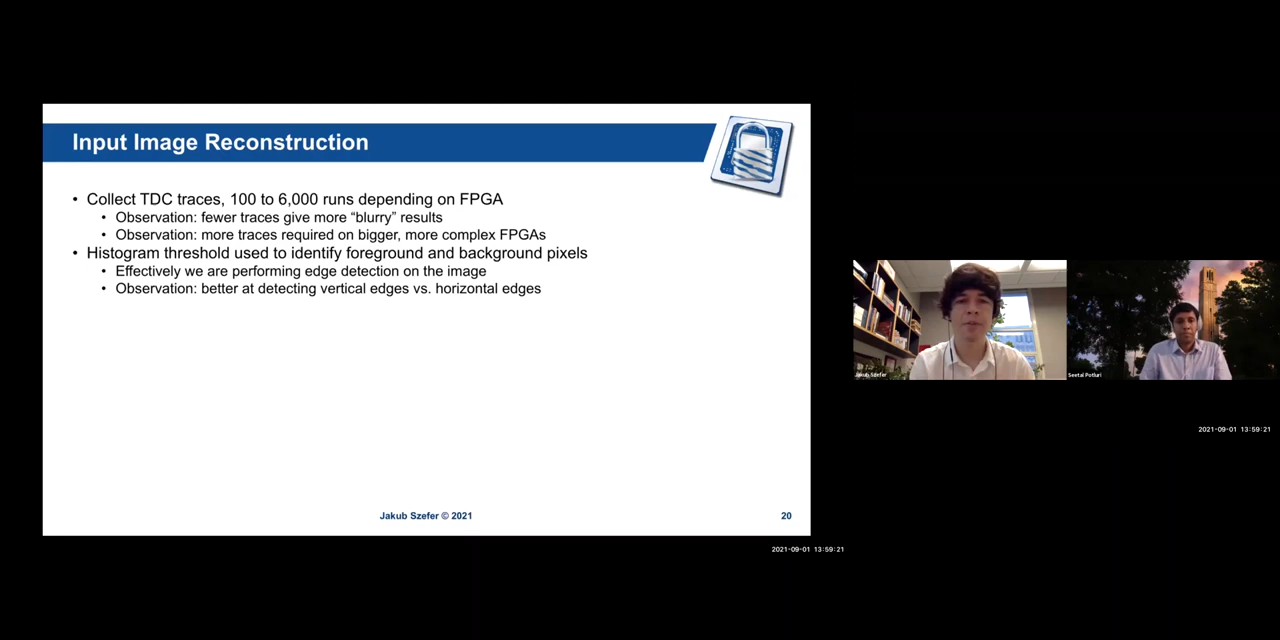 Input Image Reconstruction
• Collect TDC traces, 100 to 6,000 runs depending on FPGA
• Observation: fewer traces give more “blurry” results
• Observation: more traces required on bigger, more complex FPGAs
• Histogram threshold used to identify foreground and background pixels
• Effectively we are performing edge detection on the image
• Observation: better at detecting vertical edges vs. horizontal edges
Jakub Szefer © 2021
20
Jakub Szefer
Seetal Potluri
2021-09-01 13:59:21
2021-09-01 13:59:21